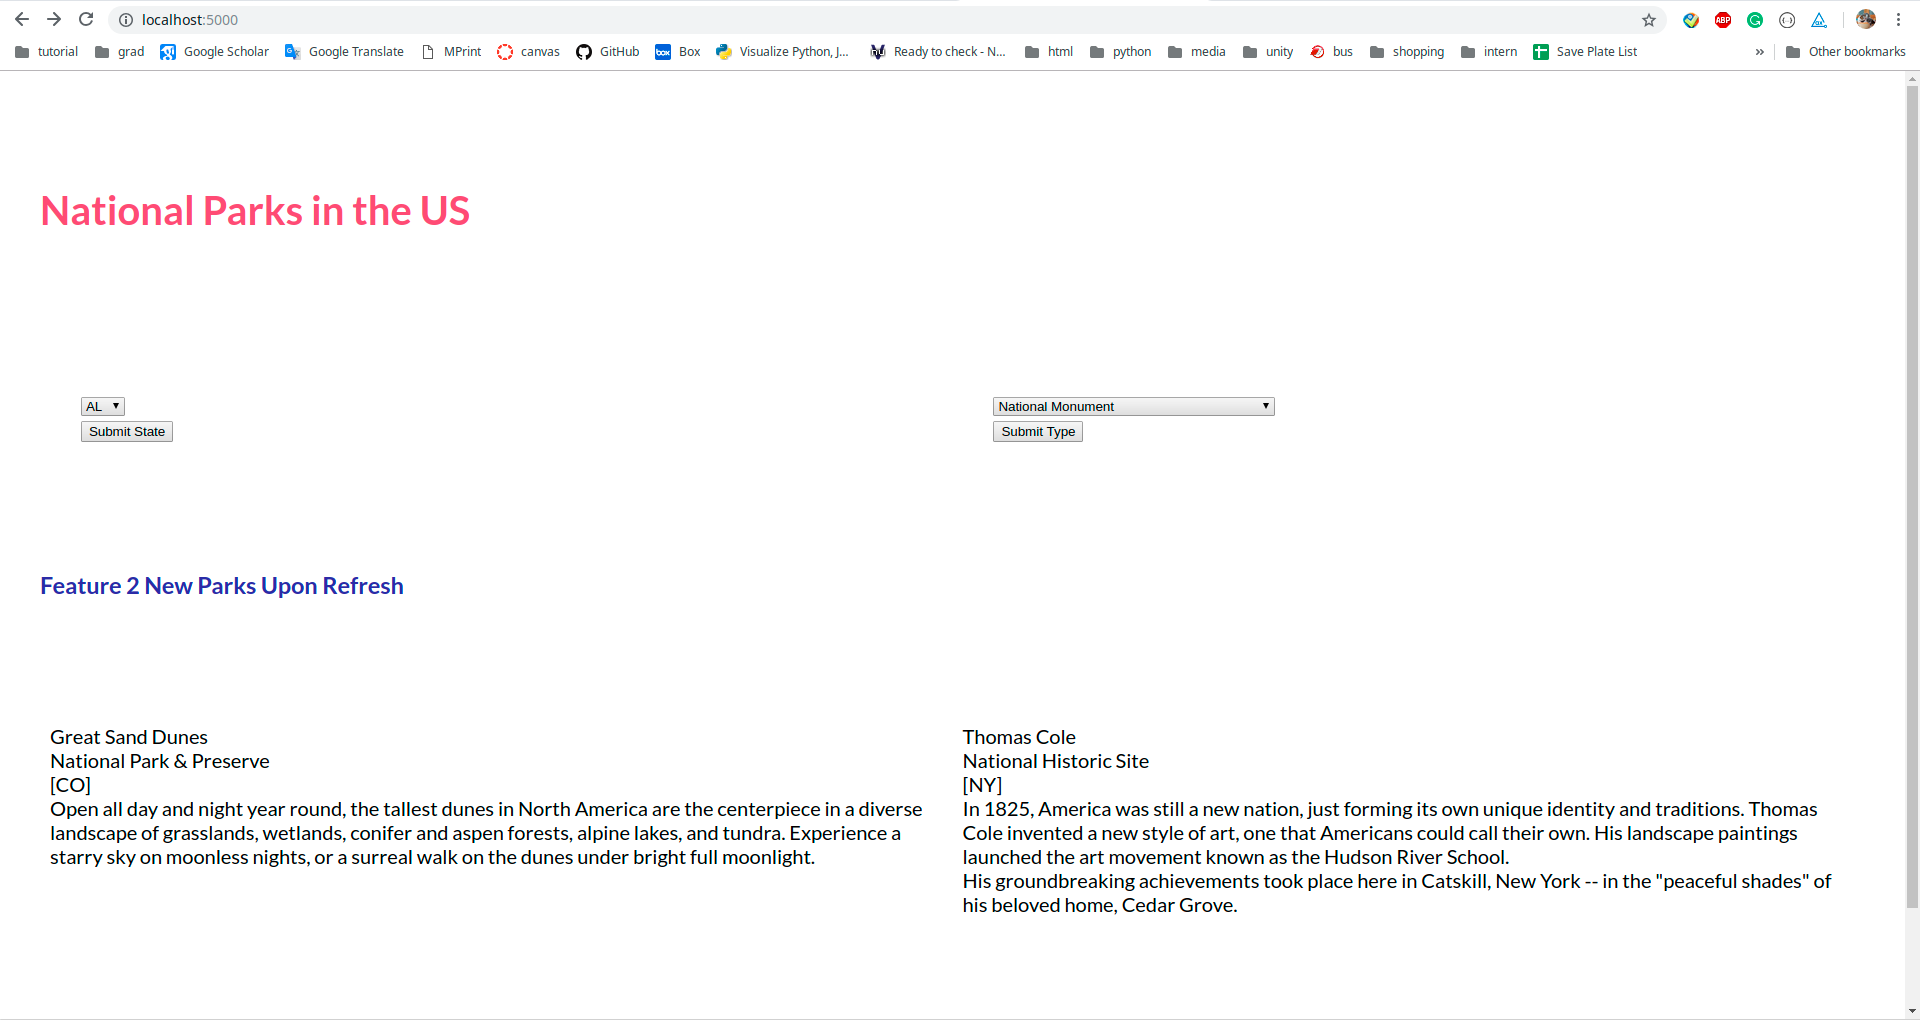 localhost:5000
ABP
tutorial grad Google Scholar Google Translate MPrint canvas GitHub box Box Visualize Python, J... Ready to check - N... html python media unity bus shopping intern Save Plate List » Other bookmarks
National Parks in the US
AL National Monument
Submit State Submit Type
Feature 2 New Parks Upon Refresh
Great Sand Dunes
National Park & Preserve
[CO]
Open all day and night year round, the tallest dunes in North America are the centerpiece in a diverse
landscape of grasslands, wetlands, conifer and aspen forests, alpine lakes, and tundra. Experience a
starry sky on moonless nights, or a surreal walk on the dunes under bright full moonlight.
Thomas Cole
National Historic Site
[NY]
In 1825, America was still a new nation, just forming its own unique identity and traditions. Thomas
Cole invented a new style of art, one that Americans could call their own. His landscape paintings
launched the art movement known as the Hudson River School.
His groundbreaking achievements took place here in Catskill, New York -- in the "peaceful shades" of
his beloved home, Cedar Grove.